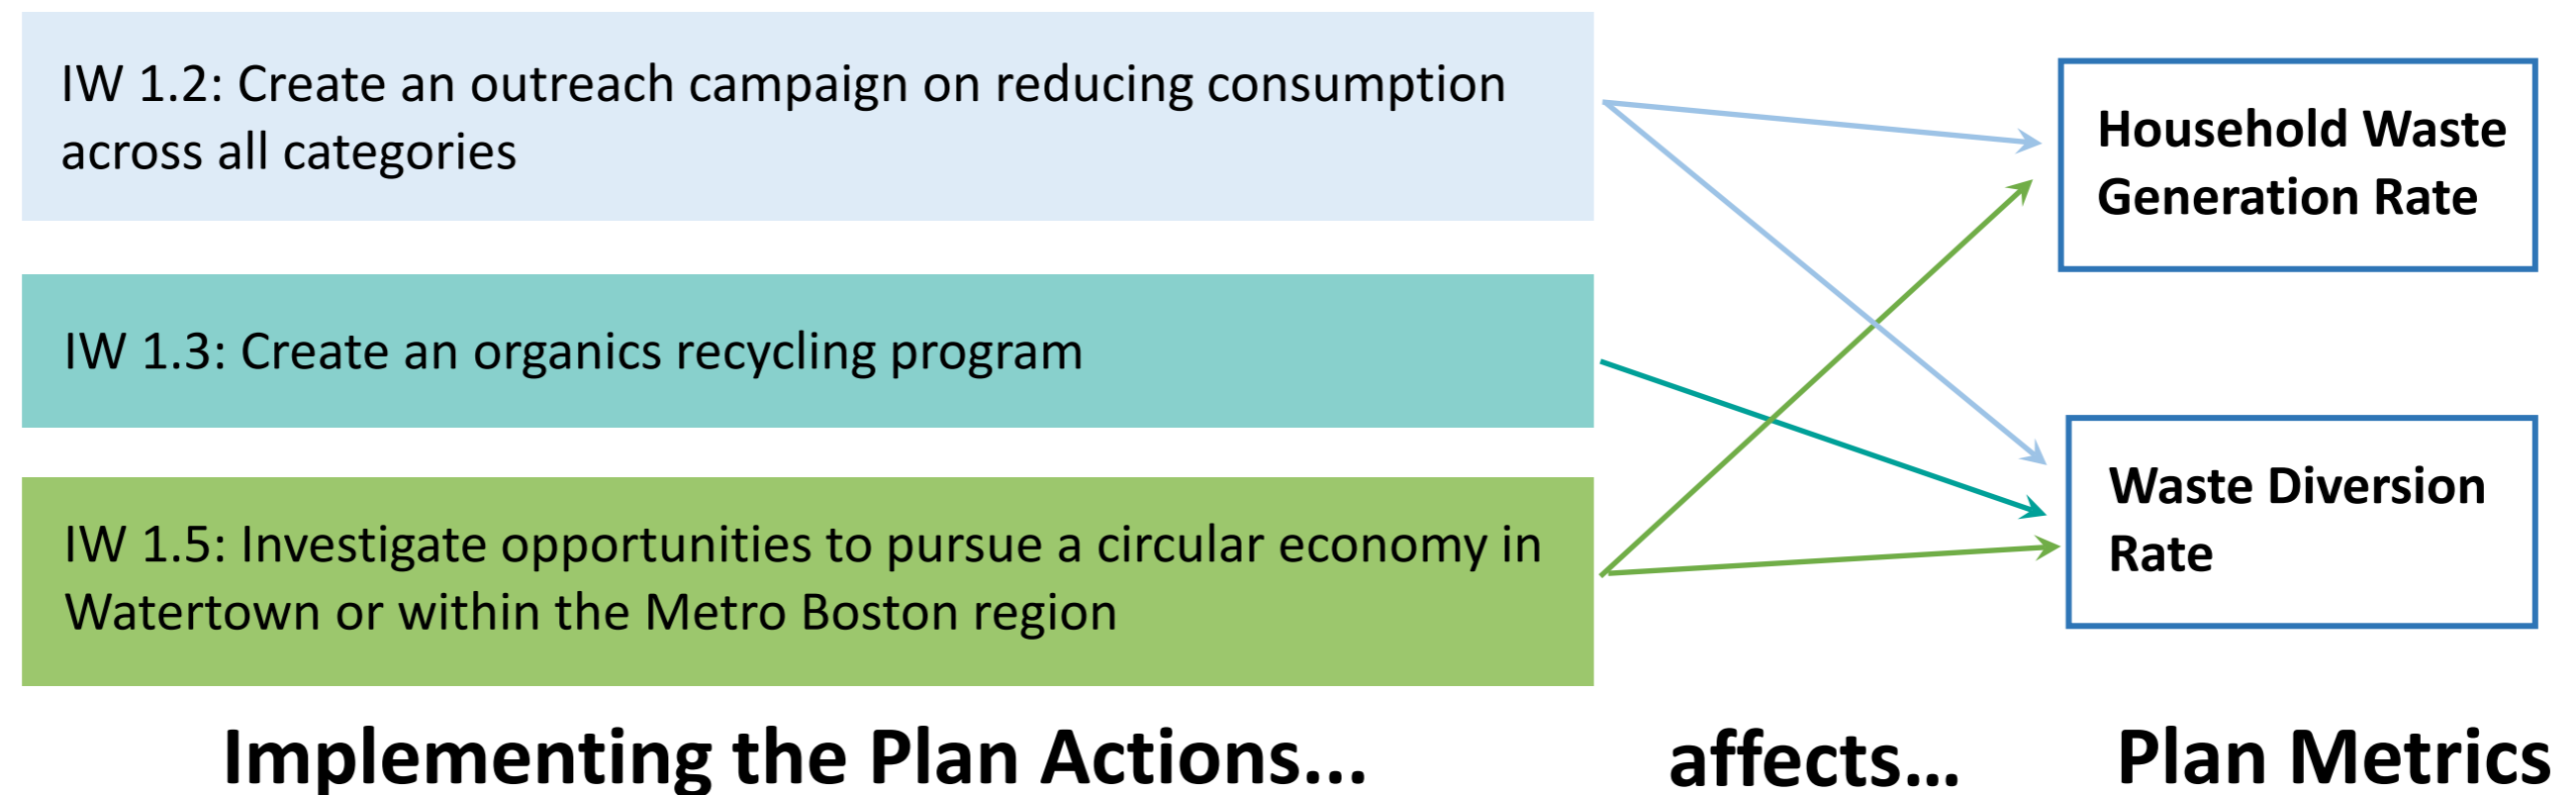 IW 1.2: Create an outreach campaign on reducing consumption
across all categories
Household Waste
Generation Rate
IW 1.3: Create an organics recycling program
IW 1.5: Investigate opportunities to pursue a circular economy in
Watertown or within the Metro Boston region
Waste Diversion
Rate
Implementing the Plan Actions...
affects...
Plan Metrics